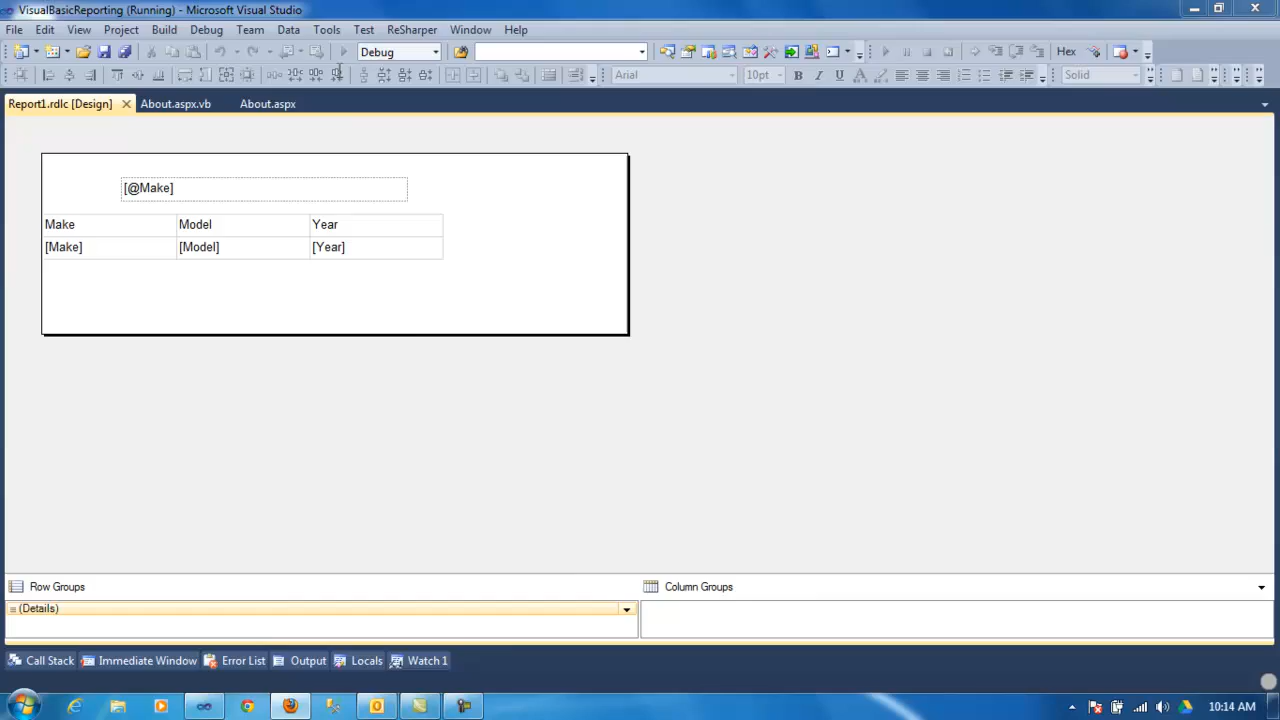 VisualBasicReporting (Running) - Microsoft Visual Studio
File Edit View Project Build Debug Team Data Tools Test ReSharper Window Help
Debug Hex
Arial 10pt B I U A Solid
Report1.rdlc [Design] About.aspx.vb About.aspx
[@Make]
Make Model Year
[Make] [Model] [Year]
Row Groups Column Groups
(Details)
Call Stack Immediate Window Error List Output Locals Watch 1
10:14 AM